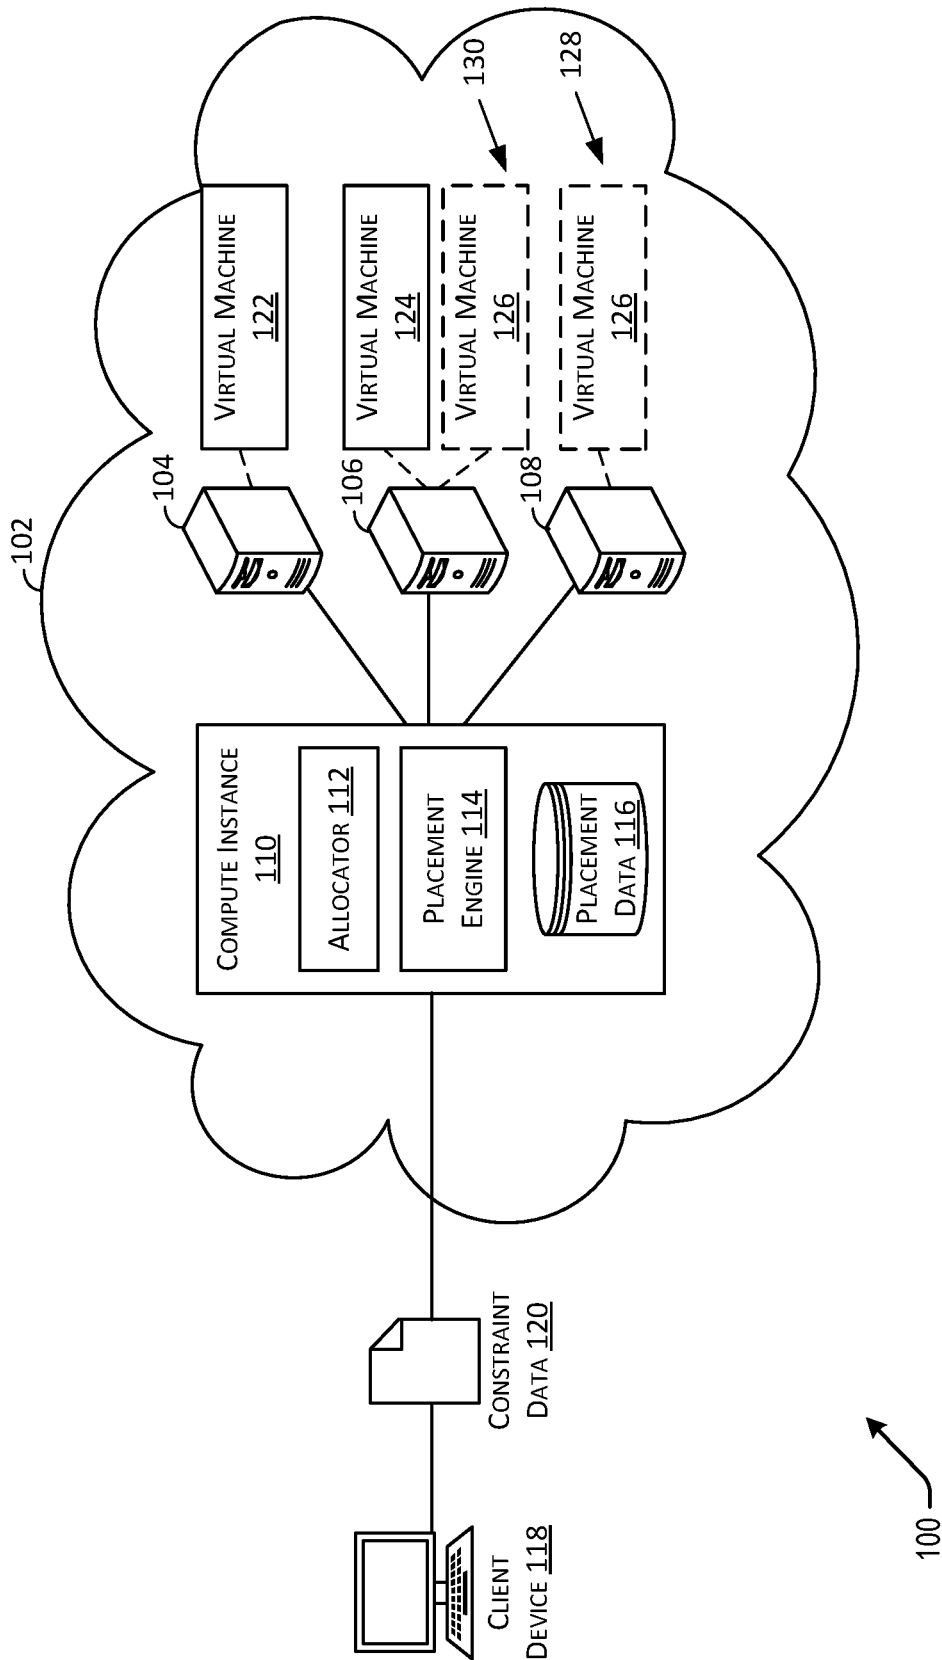 102
104
VIRTUAL MACHINE
122
COMPUTE INSTANCE
110
ALLOCATOR 112
PLACEMENT
ENGINE 114
PLACEMENT
DATA 116
106
VIRTUAL MACHINE
124
VIRTUAL MACHINE
126
130
108
VIRTUAL MACHINE
126
128
CONSTRAINT
DATA 120
CLIENT
DEVICE 118
100